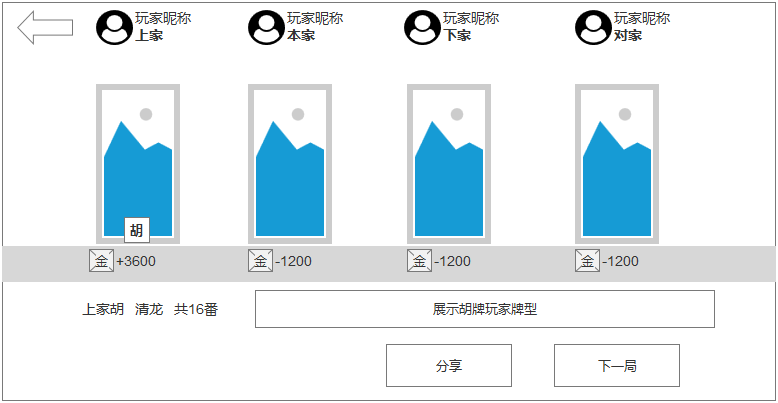 玩家昵称
上家
玩家昵称
本家
玩家昵称
下家
玩家昵称
对家
胡
金 +3600
金 -1200
金 -1200
金 -1200
上家胡 清龙 共16番
展示胡牌玩家牌型
分享
下一局